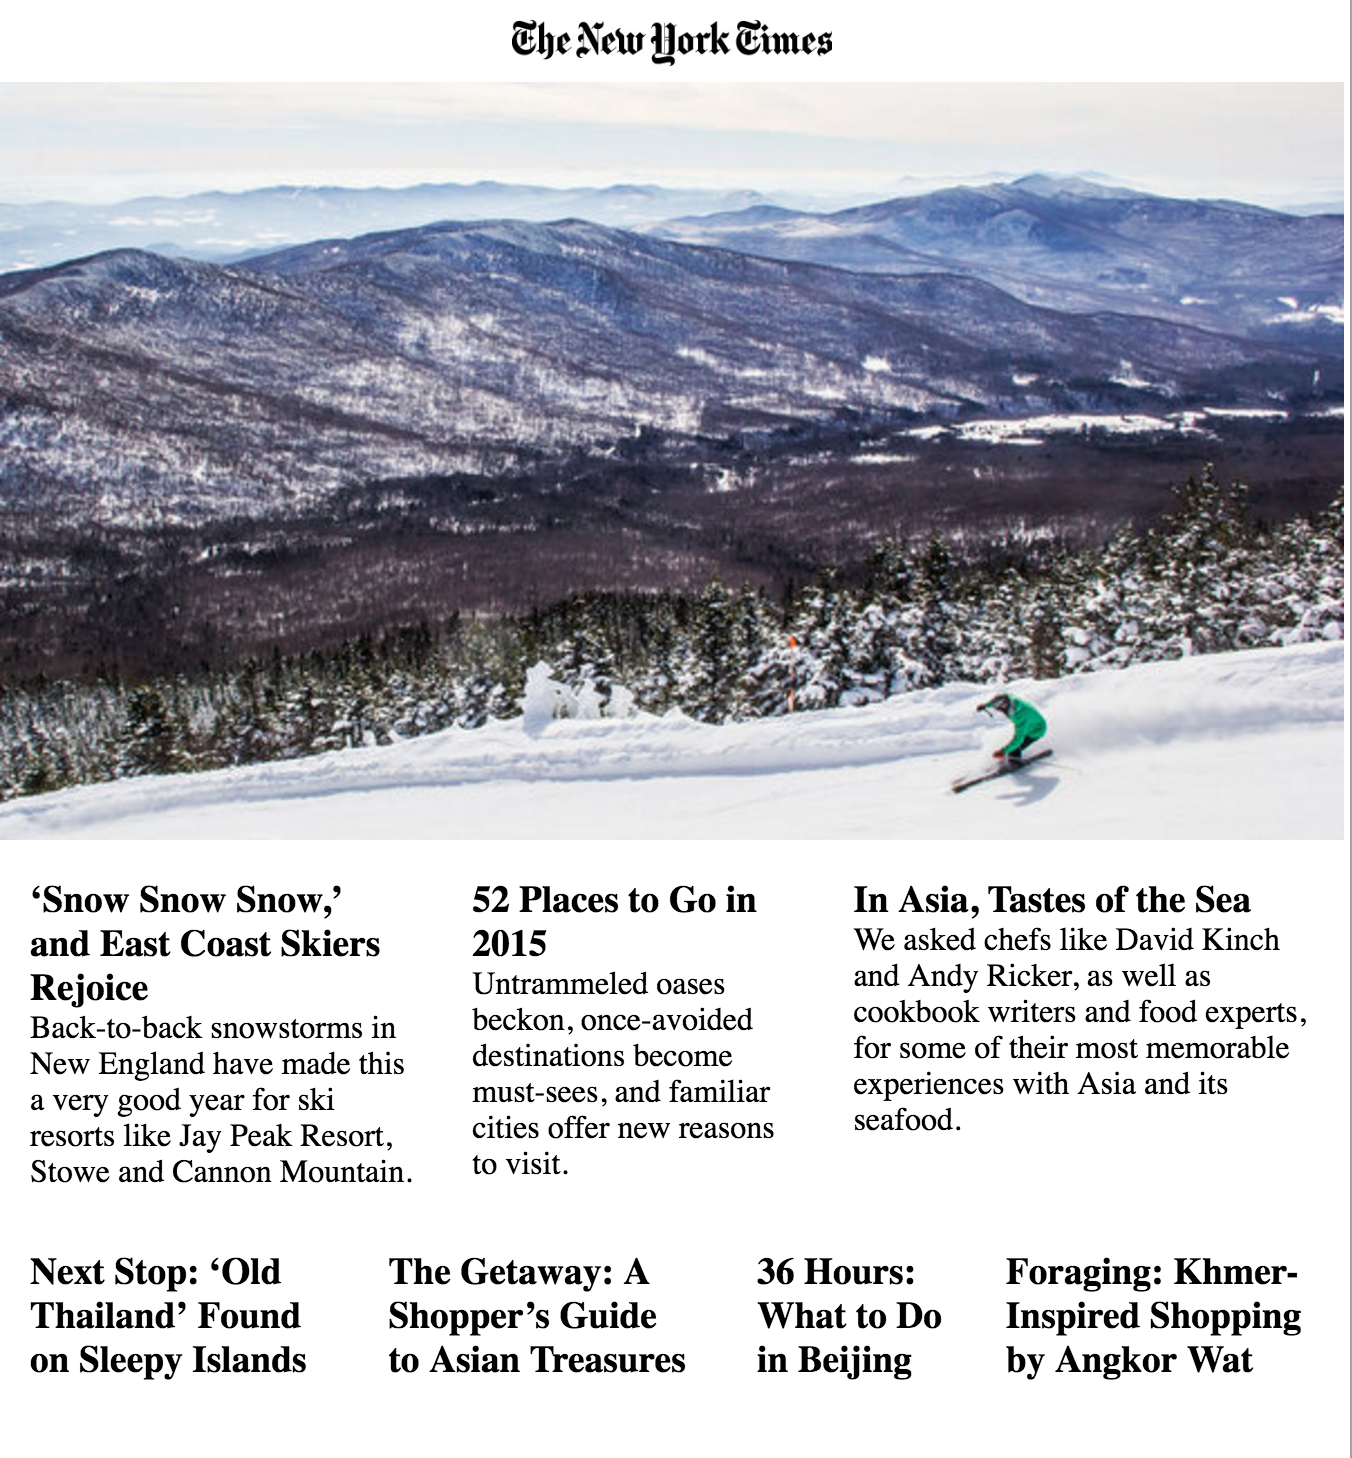 The New York Times
‘Snow Snow Snow,’
and East Coast Skiers
Rejoice
Back-to-back snowstorms in
New England have made this
a very good year for ski
resorts like Jay Peak Resort,
Stowe and Cannon Mountain.
52 Places to Go in
2015
Untrammeled oases
beckon, once-avoided
destinations become
must-sees, and familiar
cities offer new reasons
to visit.
In Asia, Tastes of the Sea
We asked chefs like David Kinch
and Andy Ricker, as well as
cookbook writers and food experts,
for some of their most memorable
experiences with Asia and its
seafood.
Next Stop: ‘Old
Thailand’ Found
on Sleepy Islands
The Getaway: A
Shopper’s Guide
to Asian Treasures
36 Hours:
What to Do
in Beijing
Foraging: Khmer-
Inspired Shopping
by Angkor Wat